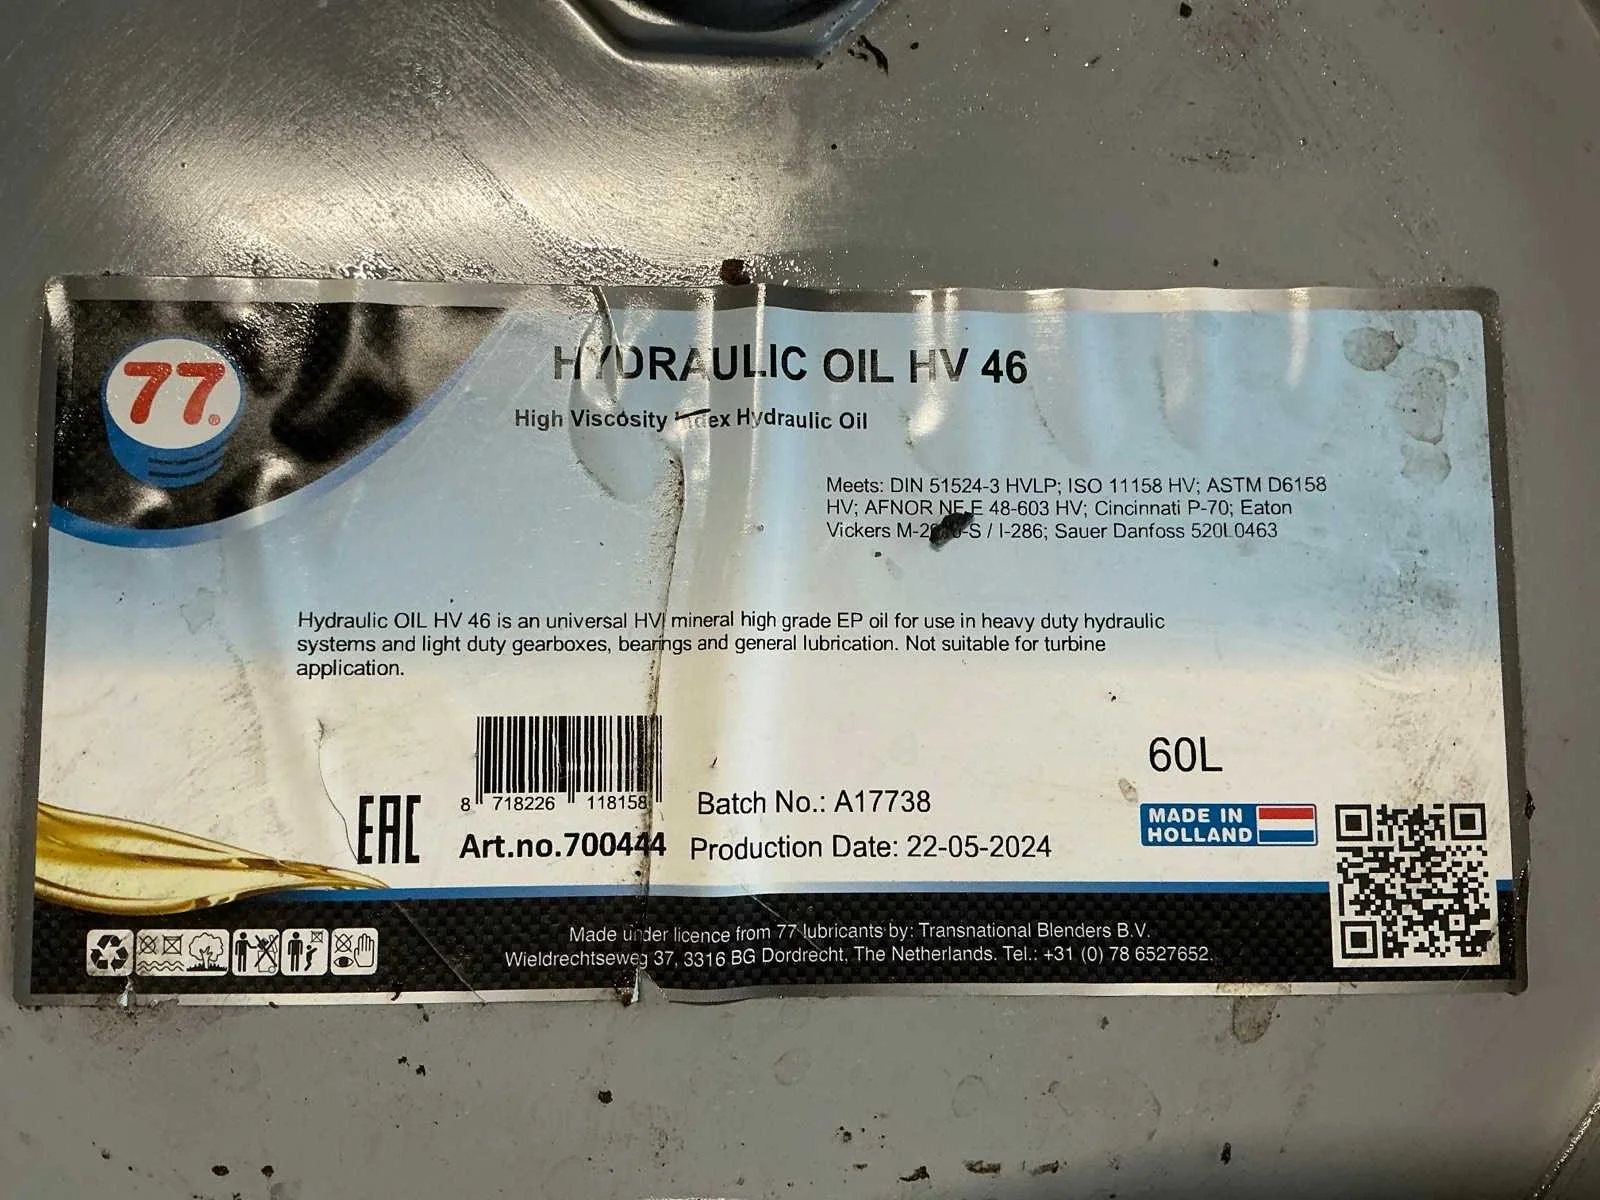 77
HYDRAULIC OIL HV 46
High Viscosity Index Hydraulic Oil
Meets: DIN 51524-3 HVLP; ISO 11158 HV; ASTM D6158
HV; AFNOR NF E 48-603 HV; Cincinnati P-70; Eaton
Vickers / I-286; Sauer Danfoss 520L0463
Hydraulic OIL HV 46 is an universal HVI mineral high grade EP oil for use in heavy duty hydraulic
systems and light duty gearboxes, bearings and general lubrication. Not suitable for turbine
application.
60L
8 718226 118158
Batch No.: A17738
EAC
Art.no.700444
Production Date: 22-05-2024
MADE IN
HOLLAND
Made under licence from 77 lubricants by: Transnational Blenders B.V.
Wieldrechtseweg 37, 3316 BG Dordrecht, The Netherlands. Tel.: +31 (0) 78 6527652.